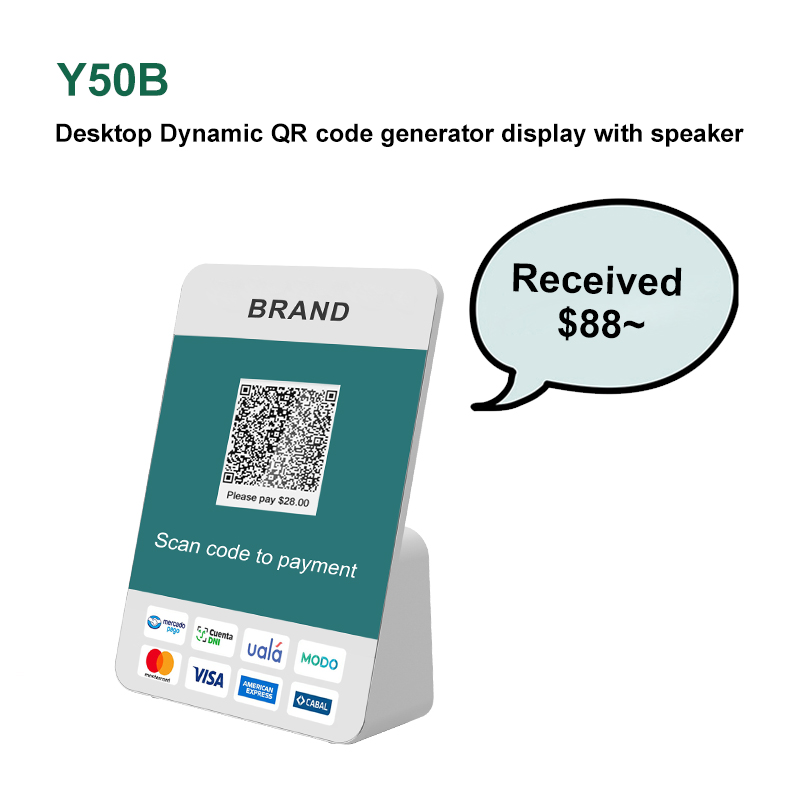 Y50B
Desktop Dynamic QR code generator display with speaker
Received
$88~
BRAND
Please pay $28.00
Scan code to payment
mercado
pago
Cuenta
DNI
ualá
MODO
mastercard
VISA
AMERICAN
EXPRESS
CABAL